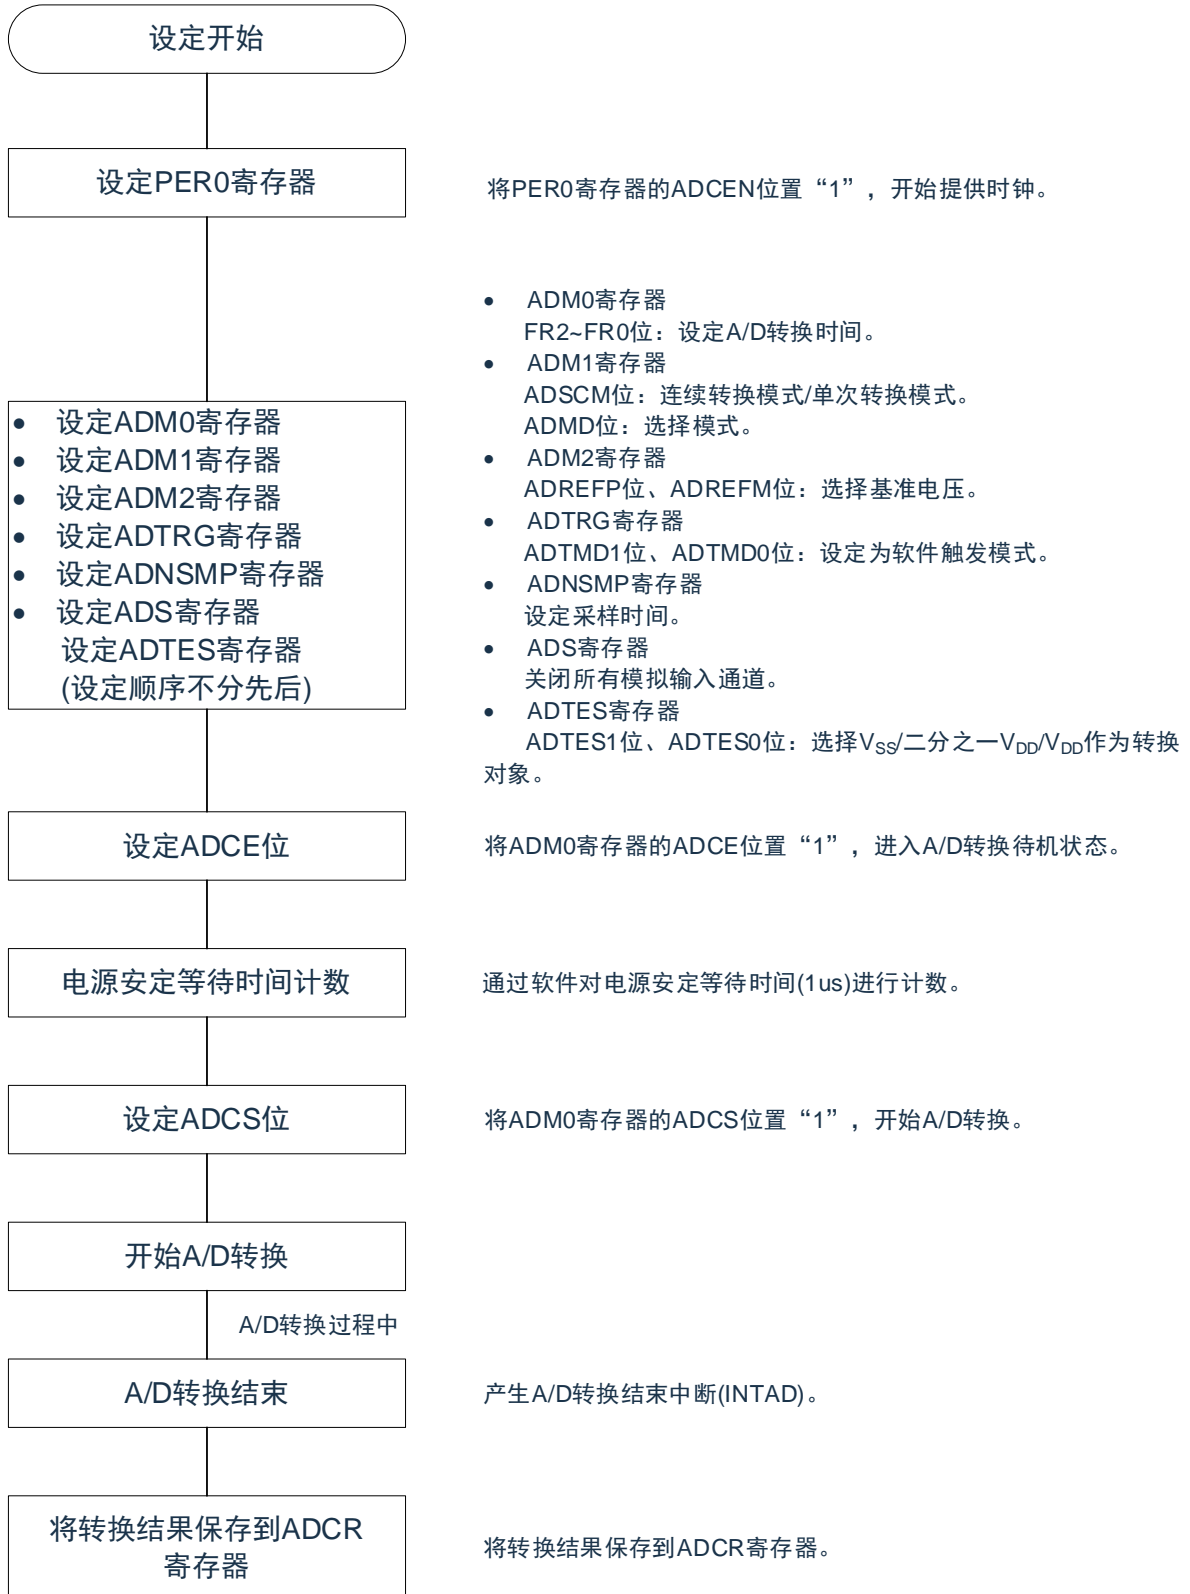 设定开始
设定PER0寄存器
将PER0寄存器的ADCEN位置“1”，开始提供时钟。
• 设定ADM0寄存器
• 设定ADM1寄存器
• 设定ADM2寄存器
• 设定ADTRG寄存器
• 设定ADNSMP寄存器
• 设定ADS寄存器
设定ADTES寄存器
(设定顺序不分先后)
• ADM0寄存器
FR2~FR0位：设定A/D转换时间。
• ADM1寄存器
ADSCM位：连续转换模式/单次转换模式。
ADMD位：选择模式。
• ADM2寄存器
ADREFP位、ADREFM位：选择基准电压。
• ADTRG寄存器
ADTMD1位、ADTMD0位：设定为软件触发模式。
• ADNSMP寄存器
设定采样时间。
• ADS寄存器
关闭所有模拟输入通道。
• ADTES寄存器
ADTES1位、ADTES0位：选择VSS/二分之一VDD/VDD作为转换
对象。
设定ADCE位
将ADM0寄存器的ADCE位置“1”，进入A/D转换待机状态。
电源安定等待时间计数
通过软件对电源安定等待时间(1us)进行计数。
设定ADCS位
将ADM0寄存器的ADCS位置“1”，开始A/D转换。
开始A/D转换
A/D转换过程中
A/D转换结束
产生A/D转换结束中断(INTAD)。
将转换结果保存到ADCR
寄存器
将转换结果保存到ADCR寄存器。